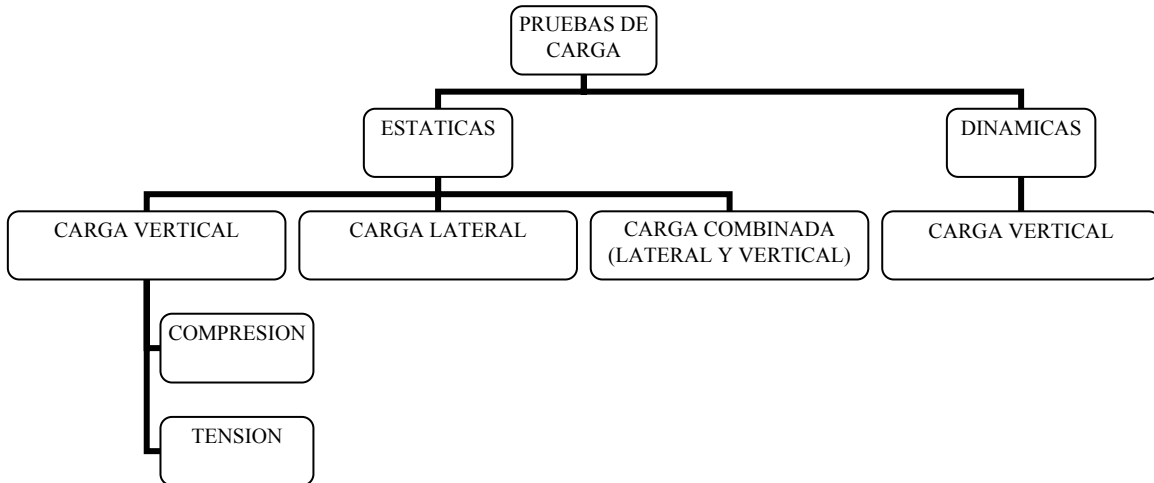 PRUEBAS DE
CARGA
ESTATICAS
DINAMICAS
CARGA VERTICAL
CARGA LATERAL
CARGA COMBINADA
(LATERAL Y VERTICAL)
CARGA VERTICAL
COMPRESION
TENSION